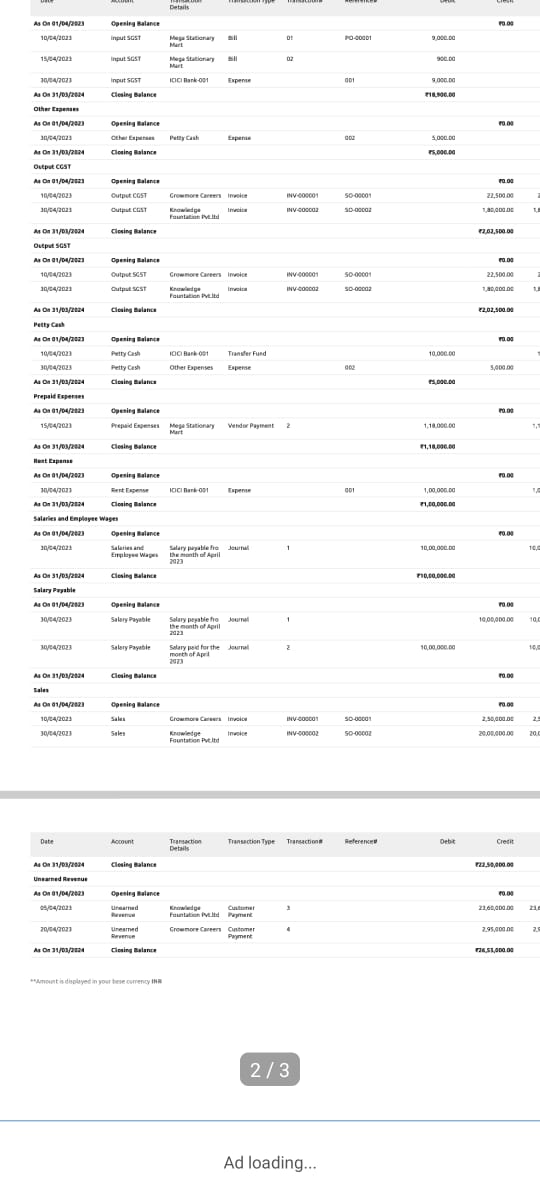 Date Account Transaction Details Transaction Type Transaction# Reference# Debit Credit
As On 01/04/2023 Opening Balance ₹0.00
10/04/2023 Input SGST Mega Stationary Mart Bill 01 PO-00001 9,000.00
15/04/2023 Input SGST Mega Stationary Mart Bill 02 900.00
30/04/2023 Input SGST ICICI Bank-001 Expense 001 9,000.00
As On 31/03/2024 Closing Balance ₹18,900.00
Other Expenses
As On 01/04/2023 Opening Balance ₹0.00
30/04/2023 Other Expenses Petty Cash Expense 002 5,000.00
As On 31/03/2024 Closing Balance ₹5,000.00
Output CGST
As On 01/04/2023 Opening Balance ₹0.00
10/04/2023 Output CGST Growmore Careers Invoice INV-000001 SO-00001 22,500.00
30/04/2023 Output CGST Knowledge Fountation Pvt.ltd Invoice INV-000002 SO-00002 1,80,000.00 1,8
As On 31/03/2024 Closing Balance ₹2,02,500.00
Output SGST
As On 01/04/2023 Opening Balance ₹0.00
10/04/2023 Output SGST Growmore Careers Invoice INV-000001 SO-00001 22,500.00
30/04/2023 Output SGST Knowledge Fountation Pvt.ltd Invoice INV-000002 SO-00002 1,80,000.00 1,8
As On 31/03/2024 Closing Balance ₹2,02,500.00
Petty Cash
As On 01/04/2023 Opening Balance ₹0.00
10/04/2023 Petty Cash ICICI Bank-001 Transfer Fund 10,000.00
30/04/2023 Petty Cash Other Expenses Expense 002 5,000.00
As On 31/03/2024 Closing Balance ₹5,000.00
Prepaid Expenses
As On 01/04/2023 Opening Balance ₹0.00
15/04/2023 Prepaid Expenses Mega Stationary Mart Vendor Payment 2 1,18,000.00 1,1
As On 31/03/2024 Closing Balance ₹1,18,000.00
Rent Expense
As On 01/04/2023 Opening Balance ₹0.00
30/04/2023 Rent Expense ICICI Bank-001 Expense 001 1,00,000.00 1,0
As On 31/03/2024 Closing Balance ₹1,00,000.00
Salaries and Employee Wages
As On 01/04/2023 Opening Balance ₹0.00
30/04/2023 Salaries and Employee Wages Salary payable fro the month of April 2023 Journal 1 10,00,000.00 10,0
As On 31/03/2024 Closing Balance ₹10,00,000.00
Salary Payable
As On 01/04/2023 Opening Balance ₹0.00
30/04/2023 Salary Payable Salary payable fro the month of April 2023 Journal 1 10,00,000.00 10,0
30/04/2023 Salary Payable Salary paid for the month of April 2023 Journal 2 10,00,000.00 10,0
As On 31/03/2024 Closing Balance ₹0.00
Sales
As On 01/04/2023 Opening Balance ₹0.00
10/04/2023 Sales Growmore Careers Invoice INV-000001 SO-00001 2,50,000.00 2,5
30/04/2023 Sales Knowledge Fountation Pvt.ltd Invoice INV-000002 SO-00002 20,00,000.00 20,0
Date Account Transaction Details Transaction Type Transaction# Reference# Debit Credit
As On 31/03/2024 Closing Balance ₹22,50,000.00
Unearned Revenue
As On 01/04/2023 Opening Balance ₹0.00
05/04/2023 Unearned Revenue Knowledge Fountation Pvt.ltd Customer Payment 3 23,60,000.00 23,6
20/04/2023 Unearned Revenue Growmore Careers Customer Payment 4 2,95,000.00 2,9
As On 31/03/2024 Closing Balance ₹26,55,000.00
**Amount is displayed in your base currency INR
2 / 3
Ad loading...